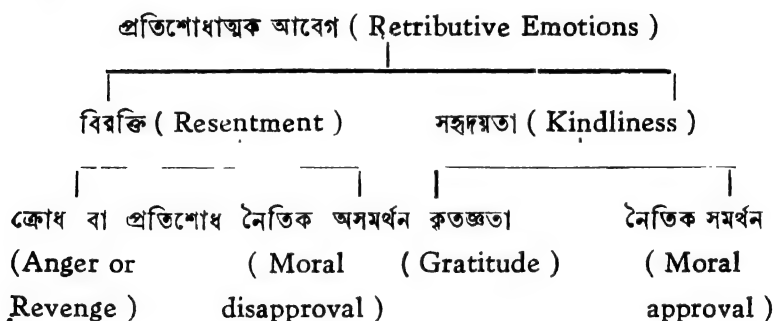 প্রতিশোধাত্মক আবেগ ( Retributive Emotions )
বিরক্তি ( Resentment )    সহৃদয়তা ( Kindliness )
ক্রোধ বা প্রতিশোধ নৈতিক অসমর্থন কৃতজ্ঞতা    নৈতিক সমর্থন
(Anger or    ( Moral    ( Gratitude )    ( Moral
Revenge )    disapproval )    approval )